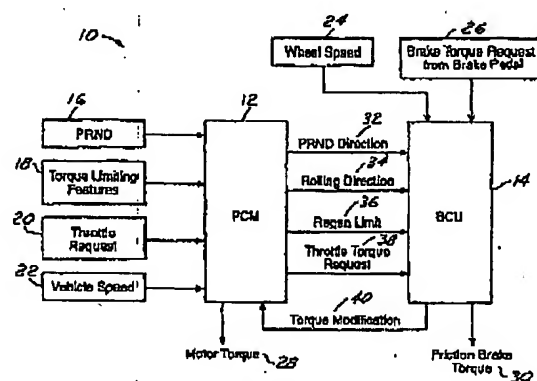 10
24
Wheel Speed
26
Brake Torque Request
from Brake Pedal
16
PRND
12
32
PRND Direction
18
Torque Limiting
Features
34
Rolling Direction
14
20
Throttle
Request
PCM
36
Regen Limit
BCU
38
Throttle Torque
Request
22
Vehicle Speed
40
Torque Modification
Motor Torque
28
Friction Brake
Torque
30